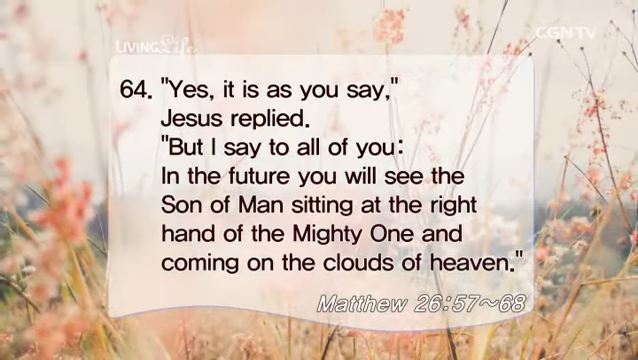 LIVING Life
CGNTV
64. "Yes, it is as you say,"
Jesus replied.
"But I say to all of you:
In the future you will see the
Son of Man sitting at the right
hand of the Mighty One and
coming on the clouds of heaven."
Matthew 26:57~68